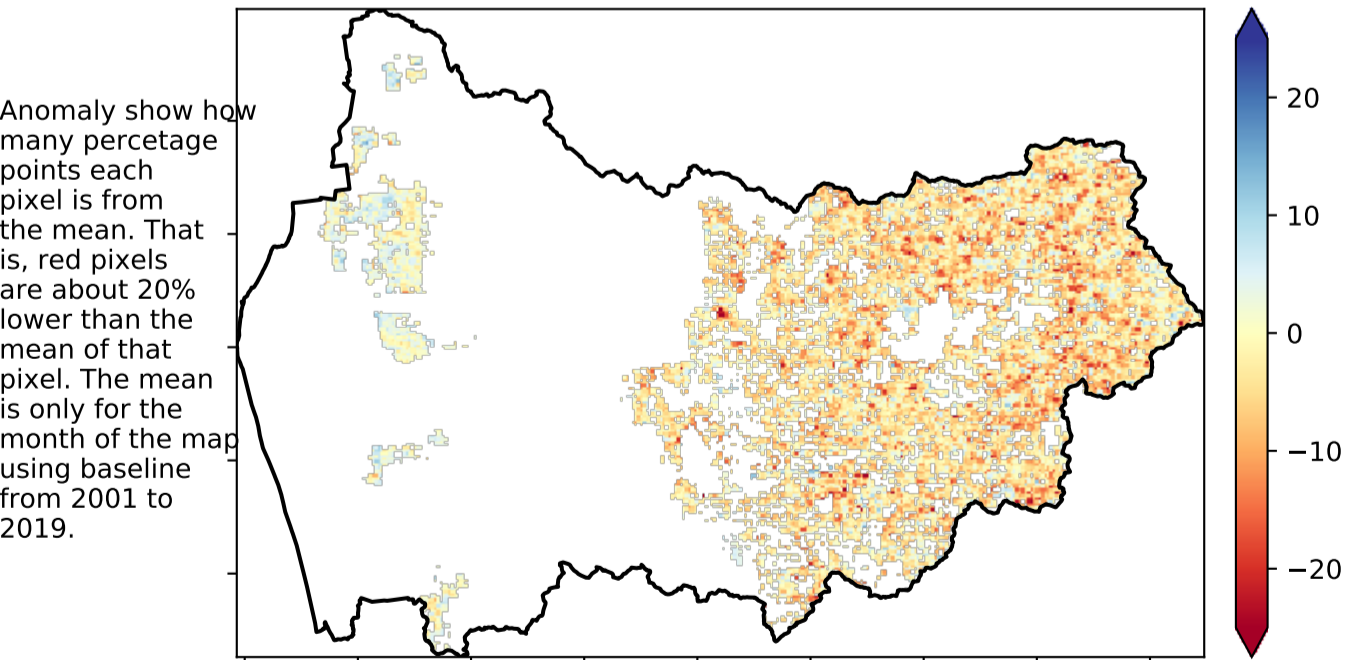 Anomaly show how
many percetage
points each
pixel is from
the mean. That
is, red pixels
are about 20%
lower than the
mean of that
pixel. The mean
is only for the
month of the map
using baseline
from 2001 to
2019.
20
10
0
−10
−20